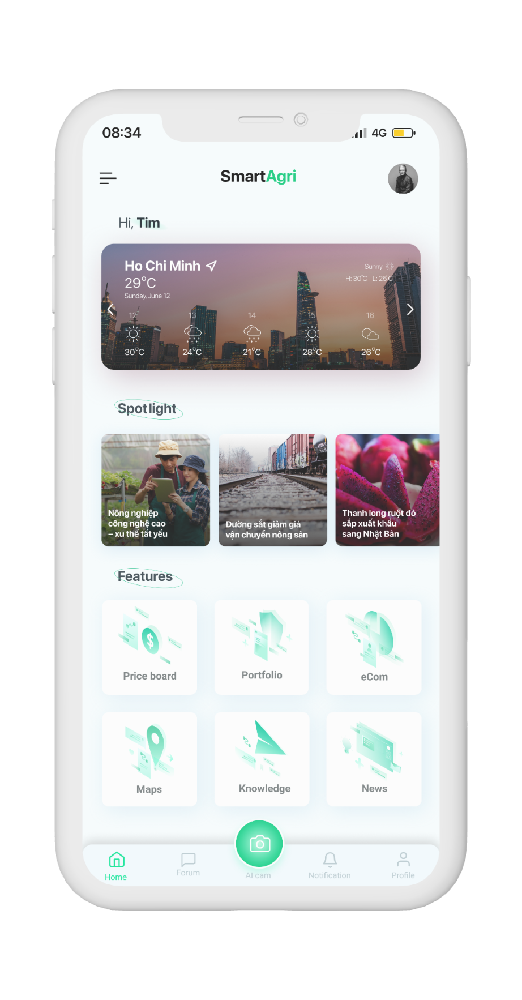 08:34
4G
SmartAgri
Hi, Tim
Ho Chi Minh
29°C
Sunday, June 12
Sunny
H: 30°C L: 26°C
12 13 14 15 16
30°C 24°C 21°C 28°C 26°C
Spotlight
Nông nghiệp
công nghệ cao
– xu thế tất yếu
Đường sắt giảm giá
vận chuyển nông sản
Thanh long ruột đỏ
sắp xuất khẩu
sang Nhật Bản
Features
Price board
Portfolio
eCom
Maps
Knowledge
News
Home
Forum
AI cam
Notification
Profile